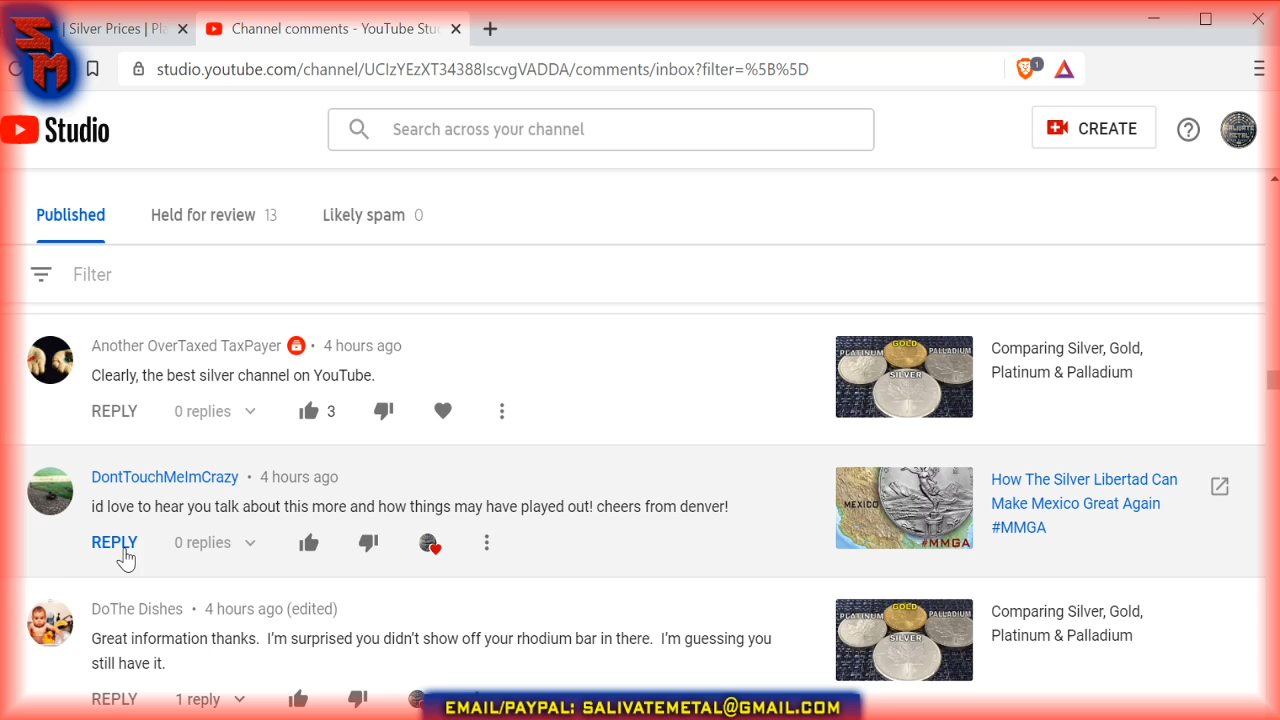 SM
| Silver Prices | Pl
Channel comments - YouTube Stu
studio.youtube.com/channel/UCIzYEzXT34388IscvgVADDA/comments/inbox?filter=%5B%5D
1
Studio
Search across your channel
CREATE
Published
Held for review 13
Likely spam 0
Filter
Another OverTaxed TaxPayer • 4 hours ago
Clearly, the best silver channel on YouTube.
REPLY 0 replies 3
PLATINUM GOLD PALLADIUM
SILVER
Comparing Silver, Gold,
Platinum & Palladium
DontTouchMeImCrazy • 4 hours ago
id love to hear you talk about this more and how things may have played out! cheers from denver!
REPLY 0 replies
MEXICO
#MMGA
How The Silver Libertad Can
Make Mexico Great Again
#MMGA
DoThe Dishes • 4 hours ago (edited)
Great information thanks. I'm surprised you didn't show off your rhodium bar in there. I'm guessing you
still have it.
REPLY 1 reply
PLATINUM GOLD PALLADIUM
SILVER
Comparing Silver, Gold,
Platinum & Palladium
EMAIL/PAYPAL: SALIVATEMETAL@GMAIL.COM